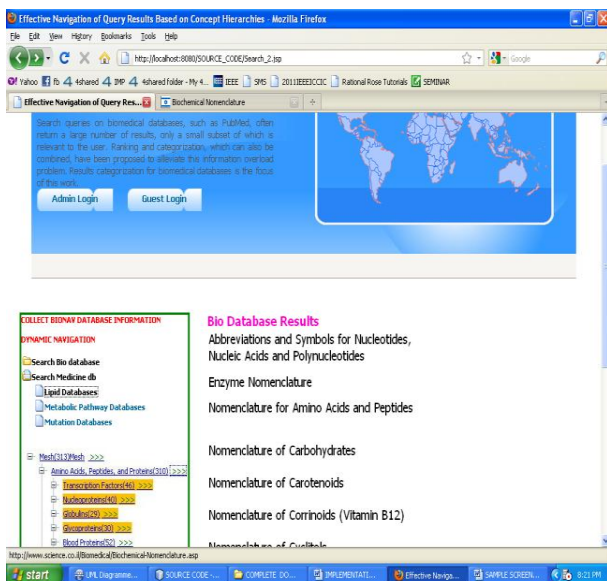 Effective Navigation of Query Results Based on Concept Hierarchies - Mozilla Firefox
File Edit View History Bookmarks Tools Help
http://localhost:8080/SOURCE_CODE/Search_2.jsp
Google
Yahoo fb 4shared IMP 4shared folder - My 4... IEEE SMS 2011IEEEICCIC Rational Rose Tutorials SEMINAR
Effective Navigation of Query Res... Biochemical Nomenclature
Search queries on biomedical databases, such as PubMed, often
return a large number of results, only a small subset of which is
relevant to the user. Ranking and categorization, which can also be
combined, have been proposed to alleviate this information overload
problem. Results categorization for biomedical databases is the focus
of this work.
Admin Login Guest Login
COLLECT BIONAV DATABASE INFORMATION
DYNAMIC NAVIGATION
Search Bio database
Search Medicine db
Lipid Databases
Metabolic Pathway Databases
Mutation Databases
Mesh(313)Mesh >>>
Amino Acids, Peptides, and Proteins(310) >>>
Transcription Factors(46) >>>
Nucleoproteins(40) >>>
Globulins(29) >>>
Glycoproteins(30) >>>
Blood Proteins(52) >>>
Bio Database Results
Abbreviations and Symbols for Nucleotides,
Nucleic Acids and Polynucleotides
Enzyme Nomenclature
Nomenclature for Amino Acids and Peptides
Nomenclature of Carbohydrates
Nomenclature of Carotenoids
Nomenclature of Corrinoids (Vitamin B12)
Nomenclature of Cyclitols
http://www.science.co.il/Biomedical/Biochemical-Nomenclature.asp
start UML Diagramme... SOURCE CODE -... COMPLETE DO... IMPLEMENTATI... Effective Naviga... SAMPLE SCREEN... 8:21 PM